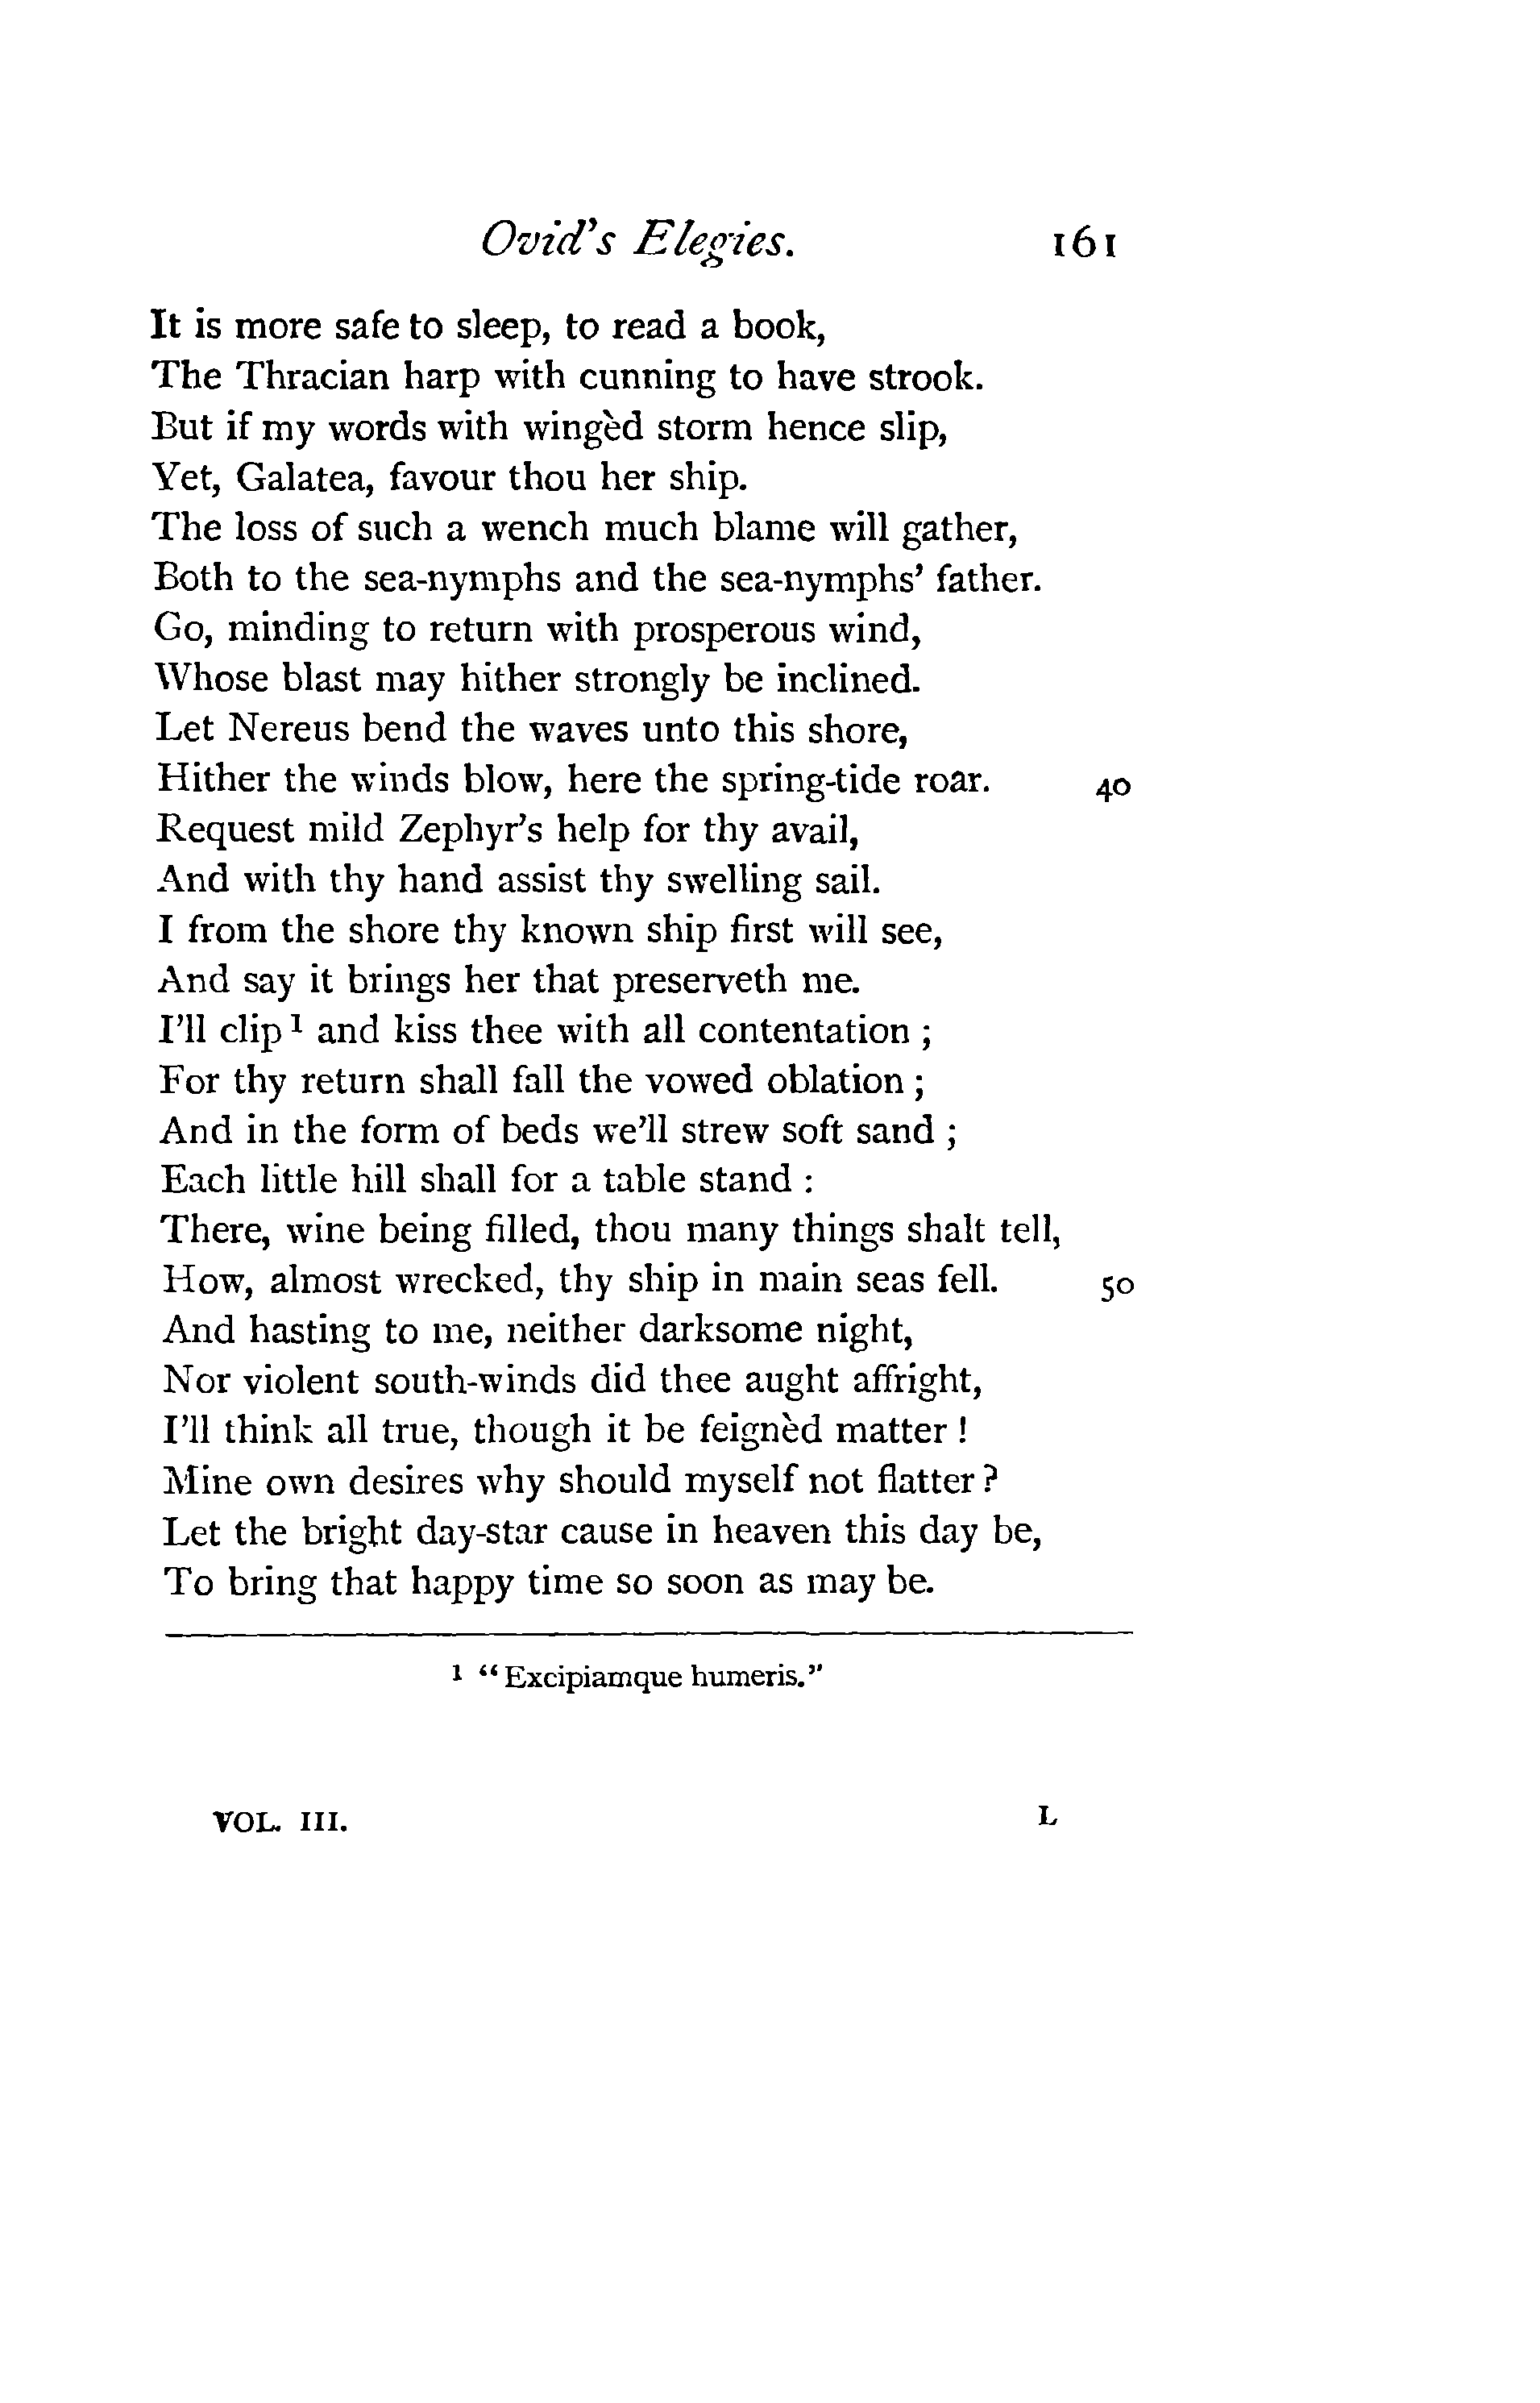 Ovid's Elegies. 161
It is more safe to sleep, to read a book,
The Thracian harp with cunning to have strook.
But if my words with wingèd storm hence slip,
Yet, Galatea, favour thou her ship.
The loss of such a wench much blame will gather,
Both to the sea-nymphs and the sea-nymphs' father.
Go, minding to return with prosperous wind,
Whose blast may hither strongly be inclined.
Let Nereus bend the waves unto this shore,
Hither the winds blow, here the spring-tide roar. 40
Request mild Zephyr's help for thy avail,
And with thy hand assist thy swelling sail.
I from the shore thy known ship first will see,
And say it brings her that preserveth me.
I'll clip ¹ and kiss thee with all contentation ;
For thy return shall fall the vowed oblation ;
And in the form of beds we'll strew soft sand ;
Each little hill shall for a table stand :
There, wine being filled, thou many things shalt tell,
How, almost wrecked, thy ship in main seas fell. 50
And hasting to me, neither darksome night,
Nor violent south-winds did thee aught affright,
I'll think all true, though it be feignèd matter !
Mine own desires why should myself not flatter ?
Let the bright day-star cause in heaven this day be,
To bring that happy time so soon as may be.
¹ "Excipiamque humeris."
VOL. III. L